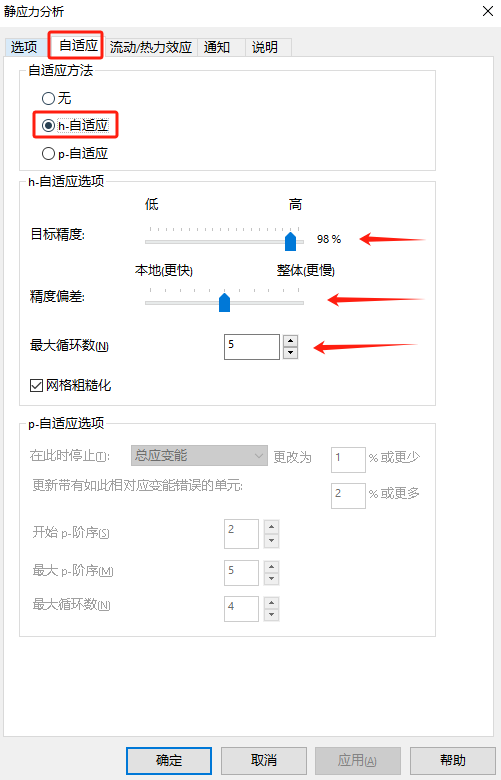 静应力分析
选项 自适应 流动/热力效应 通知 说明
自适应方法
无
h-自适应
p-自适应
h-自适应选项
低 高
目标精度: 98 %
本地(更快) 整体(更慢)
精度偏差:
最大循环数(N) 5
网格粗糙化
p-自适应选项
在此时停止(T): 总应变能 更改为 1 % 或更少
更新带有如此相对应变能错误的单元: 2 % 或更多
开始 p-阶序(S) 2
最大 p-阶序(M) 5
最大循环数(N) 4
确定 取消 应用(A) 帮助